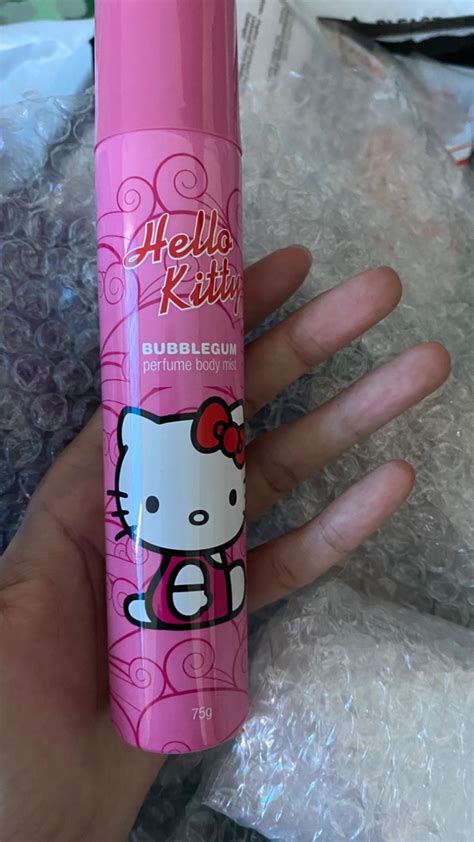 Hello
Kitty
BUBBLEGUM
perfume body mist
75g